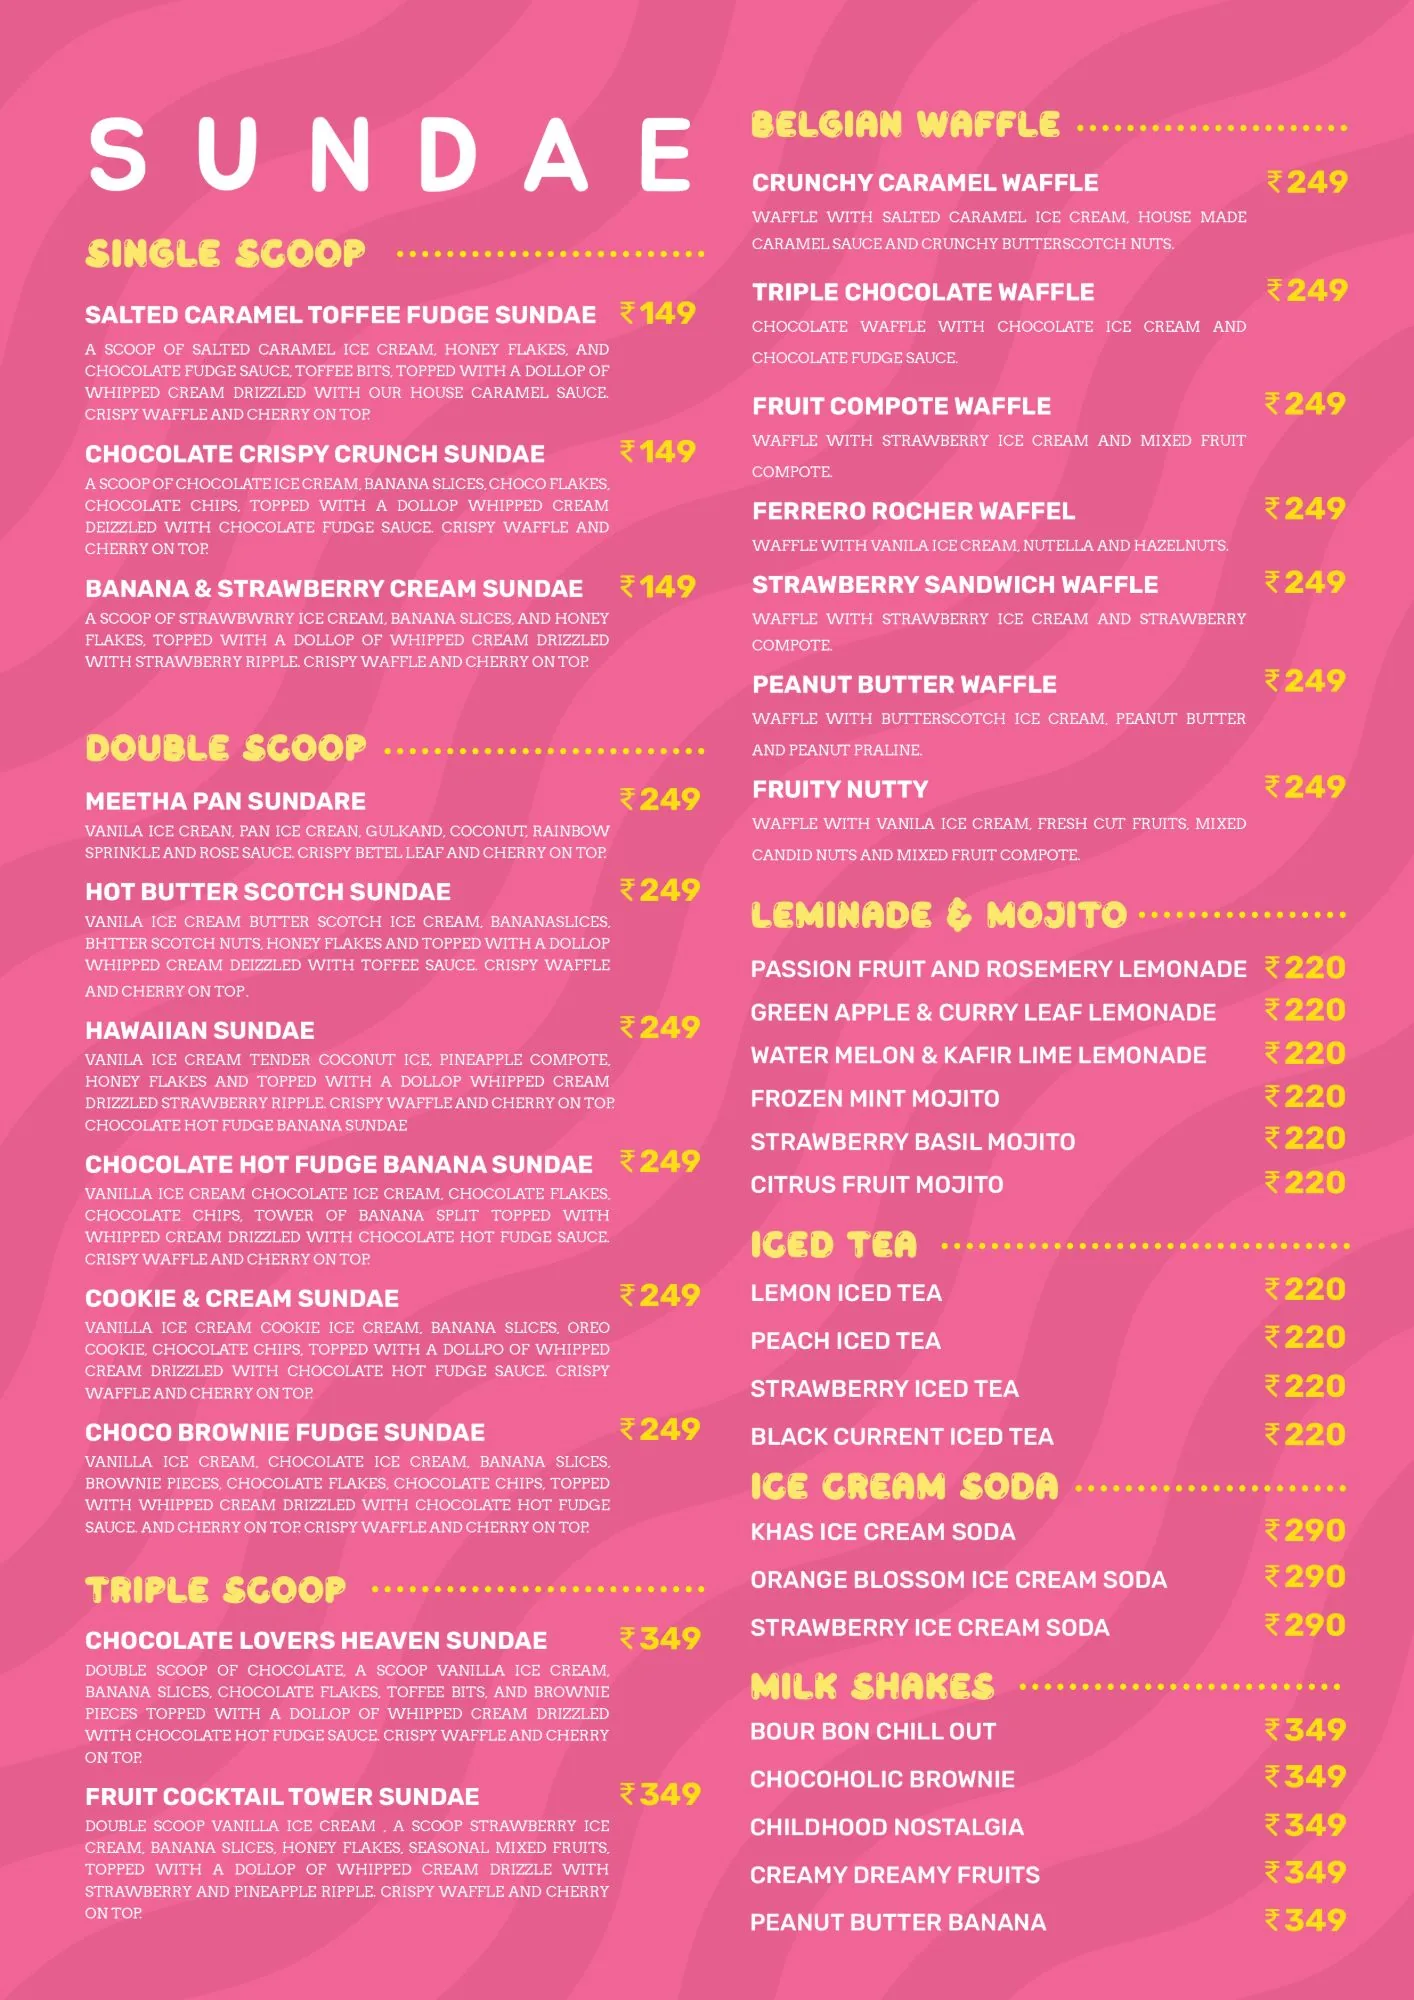 SUNDAE
SINGLE SCOOP
SALTED CARAMEL TOFFEE FUDGE SUNDAE ₹149
A SCOOP OF SALTED CARAMEL ICE CREAM, HONEY FLAKES, AND
CHOCOLATE FUDGE SAUCE, TOFFEE BITS, TOPPED WITH A DOLLOP OF
WHIPPED CREAM DRIZZLED WITH OUR HOUSE CARAMEL SAUCE.
CRISPY WAFFLE AND CHERRY ON TOP.
CHOCOLATE CRISPY CRUNCH SUNDAE ₹149
A SCOOP OF CHOCOLATE ICE CREAM, BANANA SLICES, CHOCO FLAKES,
CHOCOLATE CHIPS, TOPPED WITH A DOLLOP WHIPPED CREAM
DEIZZLED WITH CHOCOLATE FUDGE SAUCE. CRISPY WAFFLE AND
CHERRY ON TOP.
BANANA & STRAWBERRY CREAM SUNDAE ₹149
A SCOOP OF STRAWBWRRY ICE CREAM, BANANA SLICES, AND HONEY
FLAKES, TOPPED WITH A DOLLOP OF WHIPPED CREAM DRIZZLED
WITH STRAWBERRY RIPPLE. CRISPY WAFFLE AND CHERRY ON TOP.
DOUBLE SCOOP
MEETHA PAN SUNDARE ₹249
VANILA ICE CREAN, PAN ICE CREAN, GULKAND, COCONUT, RAINBOW
SPRINKLE AND ROSE SAUCE. CRISPY BETEL LEAF AND CHERRY ON TOP.
HOT BUTTER SCOTCH SUNDAE ₹249
VANILA ICE CREAM BUTTER SCOTCH ICE CREAM, BANANASLICES,
BHTTER SCOTCH NUTS, HONEY FLAKES AND TOPPED WITH A DOLLOP
WHIPPED CREAM DEIZZLED WITH TOFFEE SAUCE. CRISPY WAFFLE
AND CHERRY ON TOP.
HAWAIIAN SUNDAE ₹249
VANILA ICE CREAM TENDER COCONUT ICE, PINEAPPLE COMPOTE,
HONEY FLAKES AND TOPPED WITH A DOLLOP WHIPPED CREAM
DRIZZLED STRAWBERRY RIPPLE. CRISPY WAFFLE AND CHERRY ON TOP.
CHOCOLATE HOT FUDGE BANANA SUNDAE
CHOCOLATE HOT FUDGE BANANA SUNDAE ₹249
VANILLA ICE CREAM CHOCOLATE ICE CREAM, CHOCOLATE FLAKES,
CHOCOLATE CHIPS, TOWER OF BANANA SPLIT TOPPED WITH
WHIPPED CREAM DRIZZLED WITH CHOCOLATE HOT FUDGE SAUCE.
CRISPY WAFFLE AND CHERRY ON TOP.
COOKIE & CREAM SUNDAE ₹249
VANILLA ICE CREAM COOKIE ICE CREAM, BANANA SLICES, OREO
COOKIE, CHOCOLATE CHIPS, TOPPED WITH A DOLLPO OF WHIPPED
CREAM DRIZZLED WITH CHOCOLATE HOT FUDGE SAUCE. CRISPY
WAFFLE AND CHERRY ON TOP.
CHOCO BROWNIE FUDGE SUNDAE ₹249
VANILLA ICE CREAM, CHOCOLATE ICE CREAM, BANANA SLICES,
BROWNIE PIECES, CHOCOLATE FLAKES, CHOCOLATE CHIPS, TOPPED
WITH WHIPPED CREAM DRIZZLED WITH CHOCOLATE HOT FUDGE
SAUCE. AND CHERRY ON TOP. CRISPY WAFFLE AND CHERRY ON TOP.
TRIPLE SCOOP
CHOCOLATE LOVERS HEAVEN SUNDAE ₹349
DOUBLE SCOOP OF CHOCOLATE, A SCOOP VANILLA ICE CREAM,
BANANA SLICES, CHOCOLATE FLAKES, TOFFEE BITS, AND BROWNIE
PIECES TOPPED WITH A DOLLOP OF WHIPPED CREAM DRIZZLED
WITH CHOCOLATE HOT FUDGE SAUCE. CRISPY WAFFLE AND CHERRY
ON TOP.
FRUIT COCKTAIL TOWER SUNDAE ₹349
DOUBLE SCOOP VANILLA ICE CREAM , A SCOOP STRAWBERRY ICE
CREAM, BANANA SLICES, HONEY FLAKES, SEASONAL MIXED FRUITS,
TOPPED WITH A DOLLOP OF WHIPPED CREAM DRIZZLE WITH
STRAWBERRY AND PINEAPPLE RIPPLE. CRISPY WAFFLE AND CHERRY
ON TOP.
BELGIAN WAFFLE
CRUNCHY CARAMEL WAFFLE ₹249
WAFFLE WITH SALTED CARAMEL ICE CREAM, HOUSE MADE
CARAMEL SAUCE AND CRUNCHY BUTTERSCOTCH NUTS.
TRIPLE CHOCOLATE WAFFLE ₹249
CHOCOLATE WAFFLE WITH CHOCOLATE ICE CREAM AND
CHOCOLATE FUDGE SAUCE.
FRUIT COMPOTE WAFFLE ₹249
WAFFLE WITH STRAWBERRY ICE CREAM AND MIXED FRUIT
COMPOTE.
FERRERO ROCHER WAFFEL ₹249
WAFFLE WITH VANILA ICE CREAM, NUTELLA AND HAZELNUTS.
STRAWBERRY SANDWICH WAFFLE ₹249
WAFFLE WITH STRAWBERRY ICE CREAM AND STRAWBERRY
COMPOTE.
PEANUT BUTTER WAFFLE ₹249
WAFFLE WITH BUTTERSCOTCH ICE CREAM, PEANUT BUTTER
AND PEANUT PRALINE.
FRUITY NUTTY ₹249
WAFFLE WITH VANILA ICE CREAM, FRESH CUT FRUITS, MIXED
CANDID NUTS AND MIXED FRUIT COMPOTE.
LEMINADE & MOJITO
PASSION FRUIT AND ROSEMERY LEMONADE ₹220
GREEN APPLE & CURRY LEAF LEMONADE ₹220
WATER MELON & KAFIR LIME LEMONADE ₹220
FROZEN MINT MOJITO ₹220
STRAWBERRY BASIL MOJITO ₹220
CITRUS FRUIT MOJITO ₹220
ICED TEA
LEMON ICED TEA ₹220
PEACH ICED TEA ₹220
STRAWBERRY ICED TEA ₹220
BLACK CURRENT ICED TEA ₹220
ICE CREAM SODA
KHAS ICE CREAM SODA ₹290
ORANGE BLOSSOM ICE CREAM SODA ₹290
STRAWBERRY ICE CREAM SODA ₹290
MILK SHAKES
BOUR BON CHILL OUT ₹349
CHOCOHOLIC BROWNIE ₹349
CHILDHOOD NOSTALGIA ₹349
CREAMY DREAMY FRUITS ₹349
PEANUT BUTTER BANANA ₹349